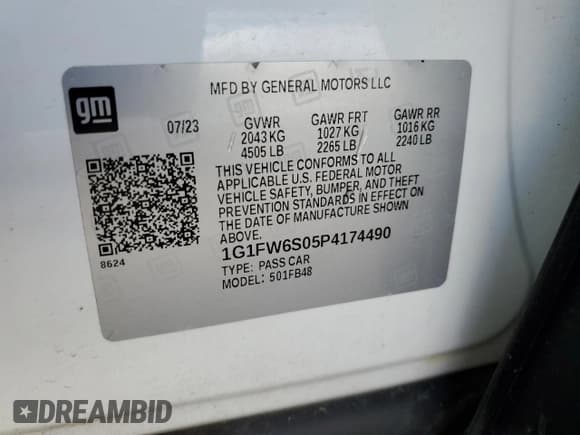 MFD BY GENERAL MOTORS LLC
gm
07/23
GVWR GAWR FRT GAWR RR
2043 KG 1027 KG 1016 KG
4505 LB 2265 LB 2240 LB
THIS VEHICLE CONFORMS TO ALL
APPLICABLE U.S. FEDERAL MOTOR
VEHICLE SAFETY, BUMPER, AND THEFT
PREVENTION STANDARDS IN EFFECT ON
THE DATE OF MANUFACTURE SHOWN
ABOVE.
1G1FW6S05P4174490
TYPE: PASS CAR
MODEL: 501FB48
8624
DREAMBID